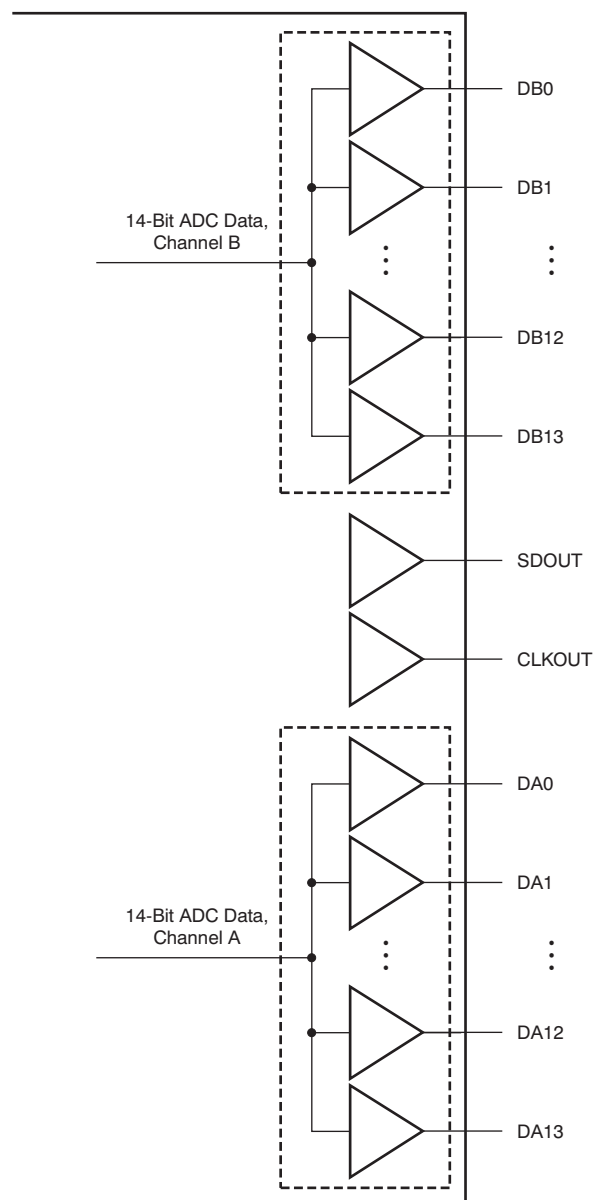 DB0
DB1
14-Bit ADC Data,
Channel B
DB12
DB13
SDOUT
CLKOUT
DA0
DA1
14-Bit ADC Data,
Channel A
DA12
DA13